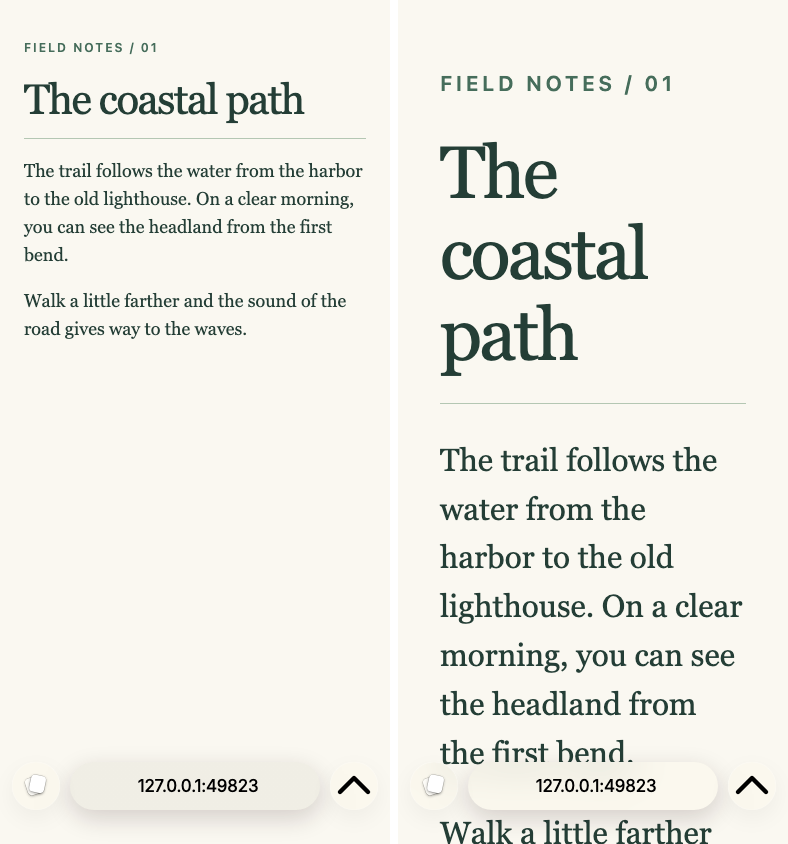 FIELD NOTES / 01
The coastal path
The trail follows the water from the harbor
to the old lighthouse. On a clear morning,
you can see the headland from the first
bend.
Walk a little farther and the sound of the
road gives way to the waves.
127.0.0.1:49823
FIELD NOTES / 01
The
coastal
path
The trail follows the
water from the
harbor to the old
lighthouse. On a clear
morning, you can see
the headland from
the first bend.
127.0.0.1:49823
Walk a little farther